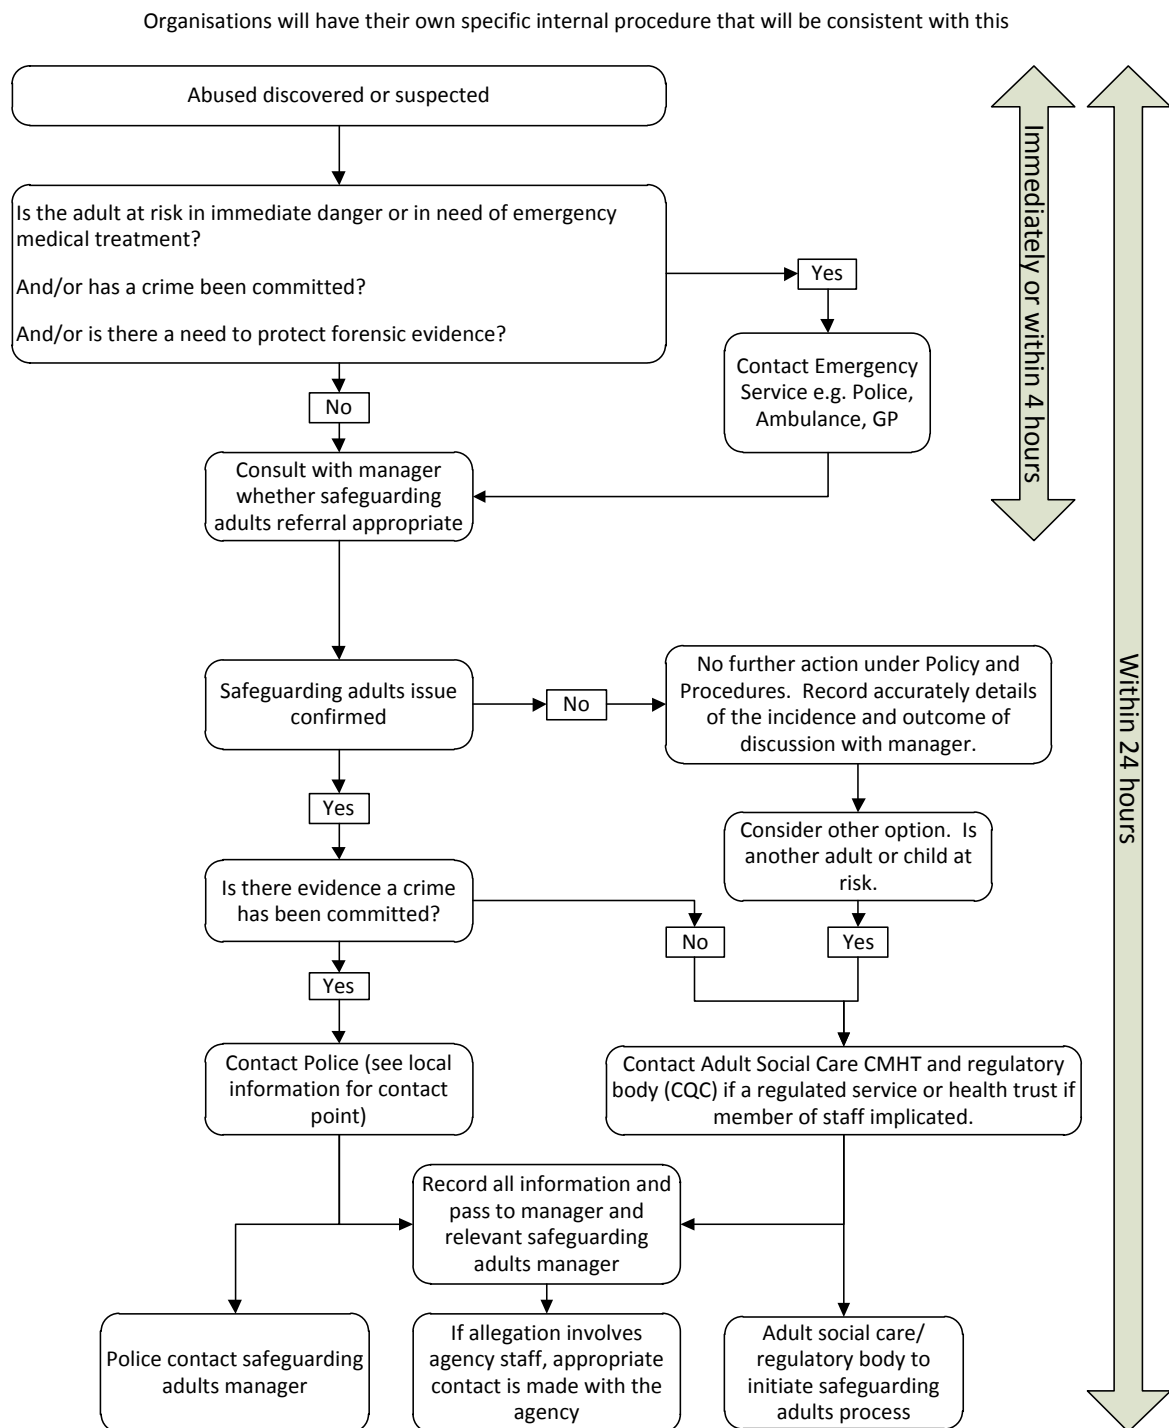 Organisations will have their own specific internal procedure that will be consistent with this
Abused discovered or suspected
Is the adult at risk in immediate danger or in need of emergency
medical treatment?
And/or has a crime been committed?
And/or is there a need to protect forensic evidence?
Yes
Contact Emergency
Service e.g. Police,
Ambulance, GP
No
Consult with manager
whether safeguarding
adults referral appropriate
Immediately or within 4 hours
Within 24 hours
Safeguarding adults issue
confirmed
No
No further action under Policy and
Procedures.  Record accurately details
of the incidence and outcome of
discussion with manager.
Yes
Consider other option.  Is
another adult or child at
risk.
Is there evidence a crime
has been committed?
No
Yes
Yes
Contact Police (see local
information for contact
point)
Contact Adult Social Care CMHT and regulatory
body (CQC) if a regulated service or health trust if
member of staff implicated.
Record all information and
pass to manager and
relevant safeguarding
adults manager
Police contact safeguarding
adults manager
If allegation involves
agency staff, appropriate
contact is made with the
agency
Adult social care/
regulatory body to
initiate safeguarding
adults process